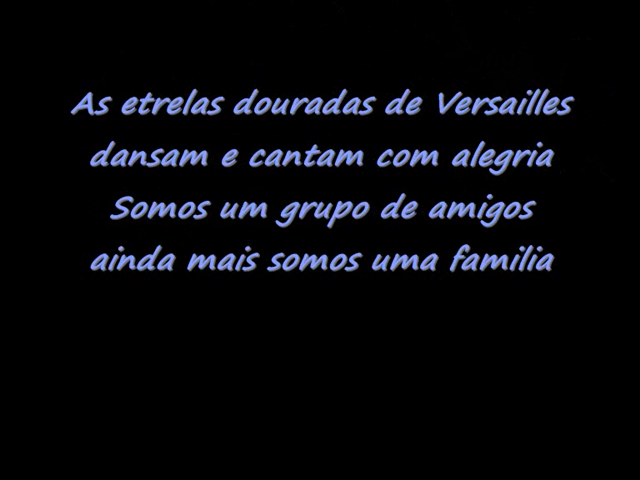 As etrelas douradas de Versailles
dansam e cantam com alegria
Somos um grupo de amigos
ainda mais somos uma familia